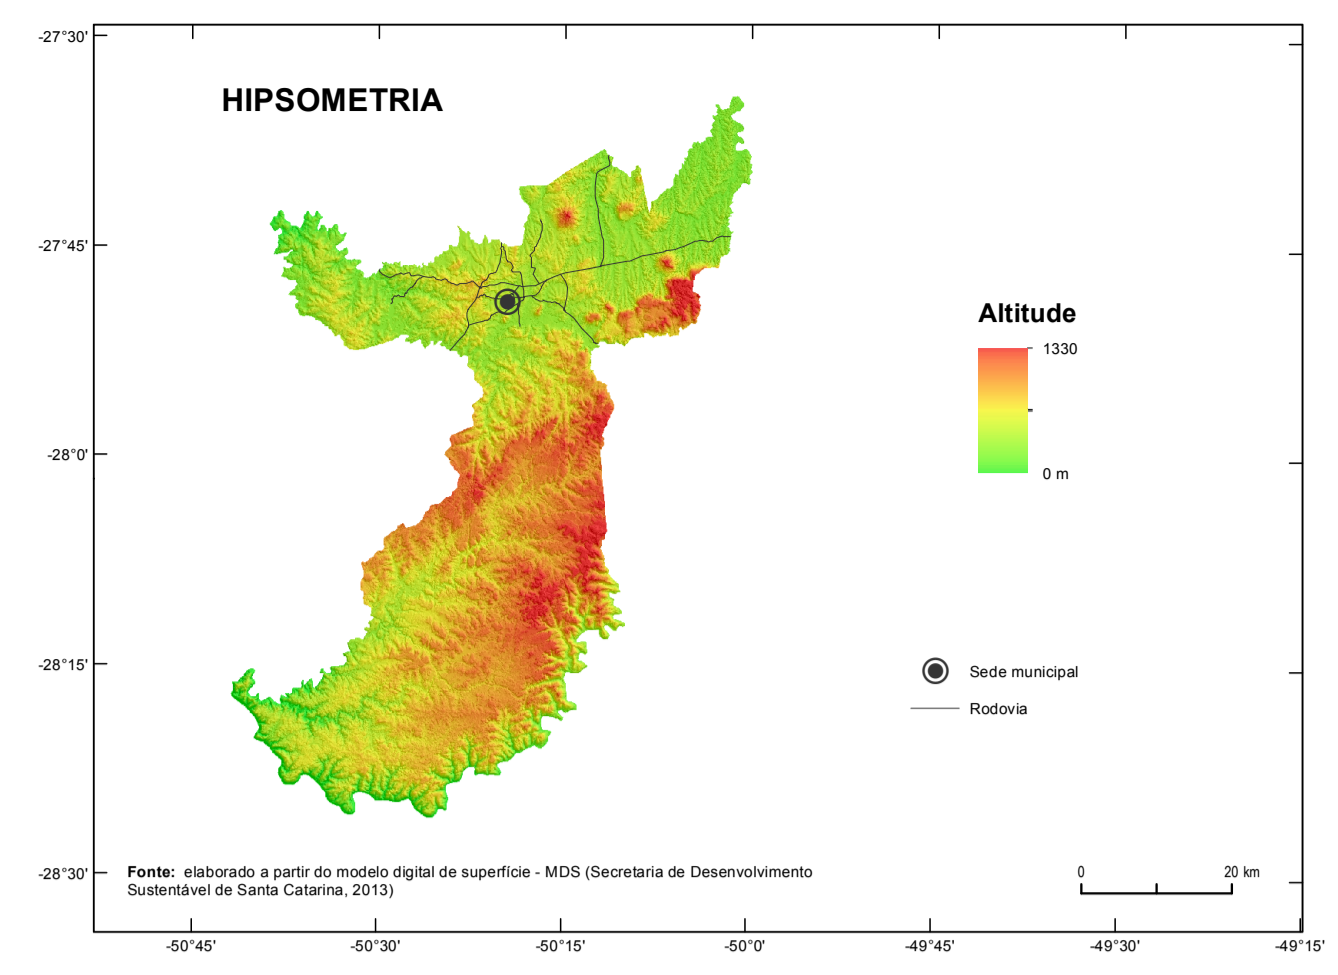 -27°30'
HIPSOMETRIA
-27°45'
Altitude
1330
-28°0'
0 m
-28°15'
Sede municipal
Rodovia
-28°30'
Fonte: elaborado a partir do modelo digital de superfície - MDS (Secretaria de Desenvolvimento
Sustentável de Santa Catarina, 2013)
0 20 km
-50°45' -50°30' -50°15' -50°0' -49°45' -49°30' -49°15'